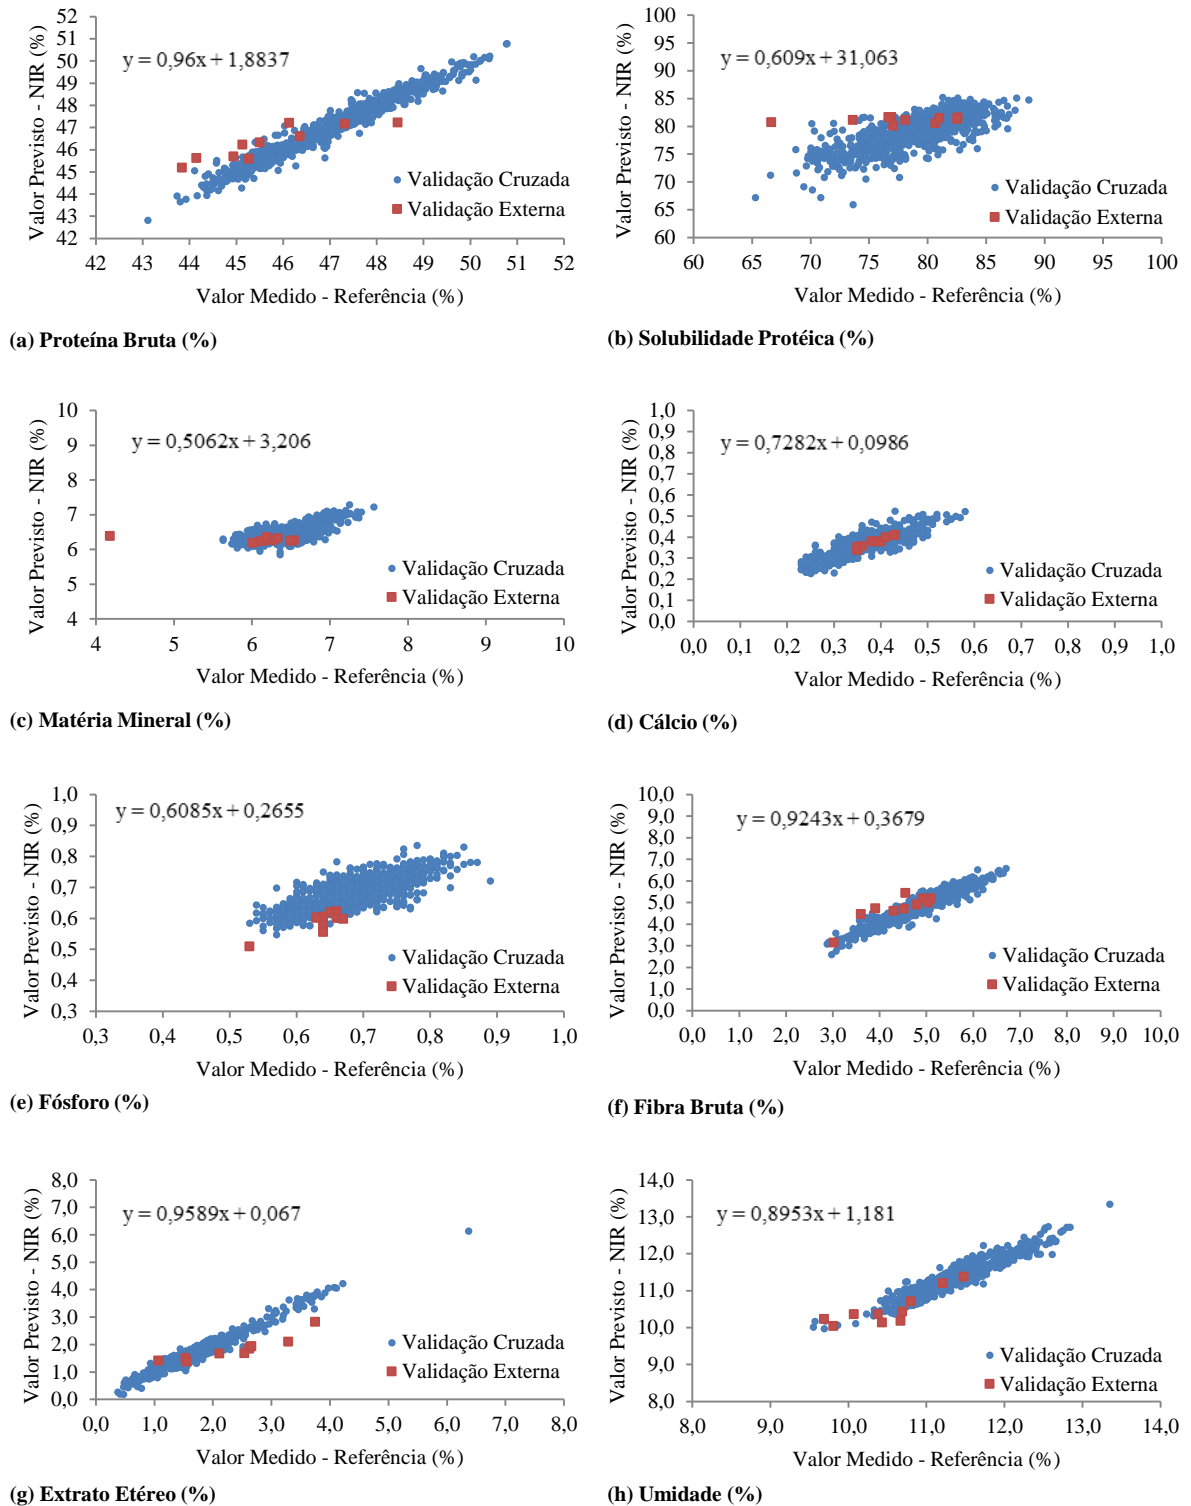 52
51
50
49
48
47
46
45
44
43
42
Valor Previsto - NIR (%)
y = 0,96x + 1,8837
Validação Cruzada
Validação Externa
42 43 44 45 46 47 48 49 50 51 52
Valor Medido - Referência (%)
(a) Proteína Bruta (%)
100
95
90
85
80
75
70
65
60
Valor Previsto - NIR (%)
y = 0,609x + 31,063
Validação Cruzada
Validação Externa
60 65 70 75 80 85 90 95 100
Valor Medido - Referência (%)
(b) Solubilidade Protéica (%)
10
9
8
7
6
5
4
Valor Previsto - NIR (%)
y = 0,5062x + 3,206
Validação Cruzada
Validação Externa
4 5 6 7 8 9 10
Valor Medido - Referência (%)
(c) Matéria Mineral (%)
1,0
0,9
0,8
0,7
0,6
0,5
0,4
0,3
0,2
0,1
0,0
Valor Previsto - NIR (%)
y = 0,7282x + 0,0986
Validação Cruzada
Validação Externa
0,0 0,1 0,2 0,3 0,4 0,5 0,6 0,7 0,8 0,9 1,0
Valor Medido - Referência (%)
(d) Cálcio (%)
1,0
0,9
0,8
0,7
0,6
0,5
0,4
0,3
Valor Previsto - NIR (%)
y = 0,6085x + 0,2655
Validação Cruzada
Validação Externa
0,3 0,4 0,5 0,6 0,7 0,8 0,9 1,0
Valor Medido - Referência (%)
(e) Fósforo (%)
10,0
9,0
8,0
7,0
6,0
5,0
4,0
3,0
2,0
1,0
0,0
Valor Previsto - NIR (%)
y = 0,9243x + 0,3679
Validação Cruzada
Validação Externa
0,0 1,0 2,0 3,0 4,0 5,0 6,0 7,0 8,0 9,0 10,0
Valor Medido - Referência (%)
(f) Fibra Bruta (%)
8,0
7,0
6,0
5,0
4,0
3,0
2,0
1,0
0,0
Valor Previsto - NIR (%)
y = 0,9589x + 0,067
Validação Cruzada
Validação Externa
0,0 1,0 2,0 3,0 4,0 5,0 6,0 7,0 8,0
Valor Medido - Referência (%)
(g) Extrato Etéreo (%)
14,0
13,0
12,0
11,0
10,0
9,0
8,0
Valor Previsto - NIR (%)
y = 0,8953x + 1,181
Validação Cruzada
Validação Externa
8,0 9,0 10,0 11,0 12,0 13,0 14,0
Valor Medido - Referência (%)
(h) Umidade (%)